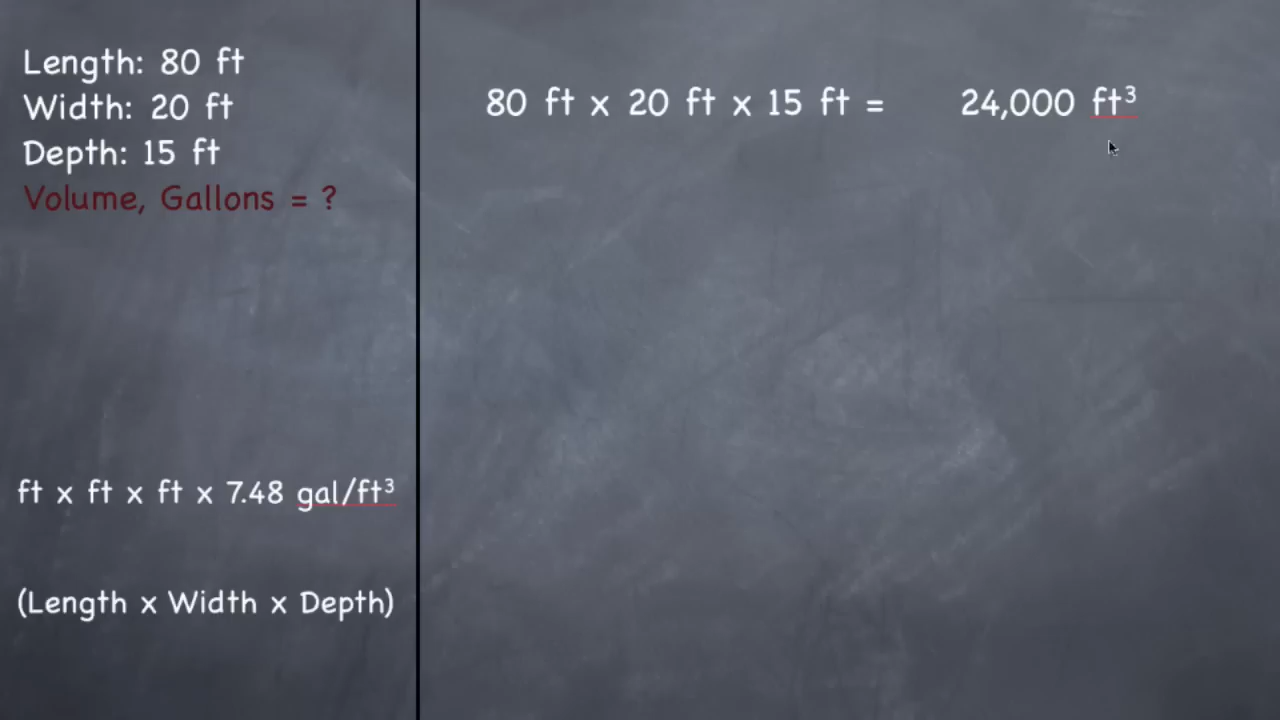 Length: 80 ft
Width: 20 ft
Depth: 15 ft
Volume, Gallons = ?
ft x ft x ft x 7.48 gal/ft³
(Length x Width x Depth)
80 ft x 20 ft x 15 ft = 24,000 ft³